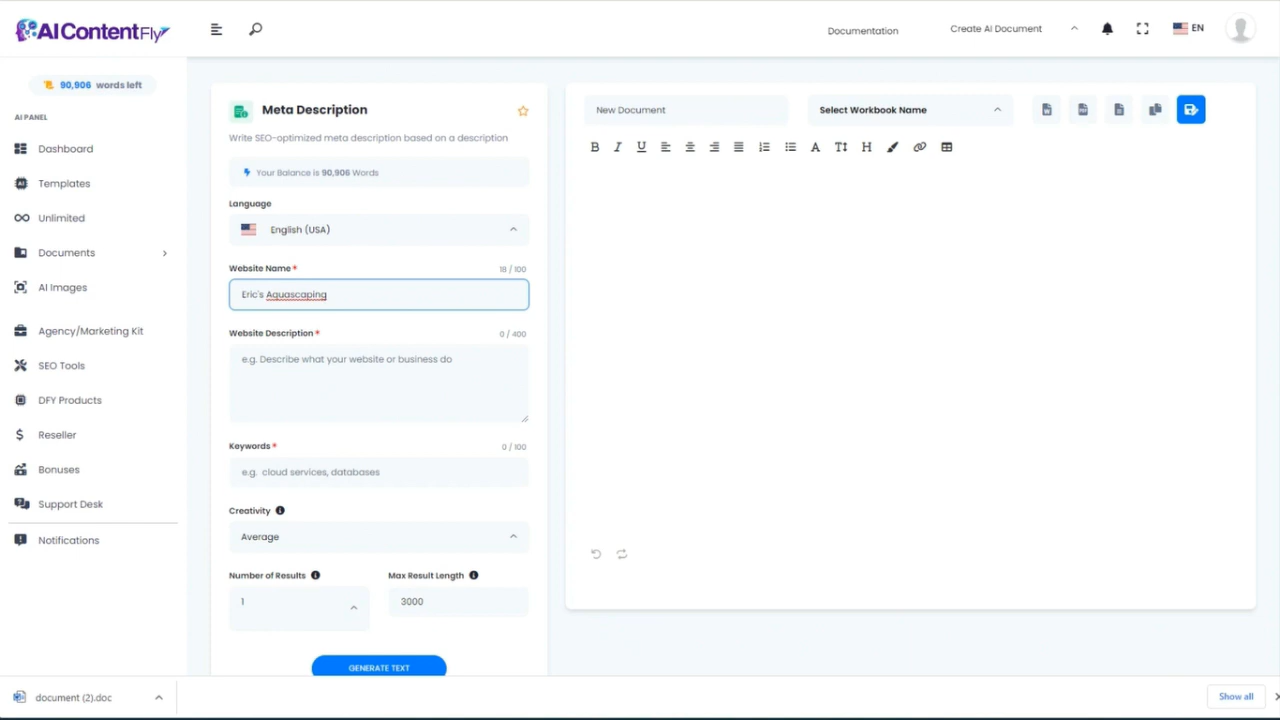 AI ContentFly
Documentation
Create AI Document
EN
90,906 words left
AI PANEL
Dashboard
Templates
Unlimited
Documents
AI Images
Agency/Marketing Kit
SEO Tools
DFY Products
Reseller
Bonuses
Support Desk
Notifications
Meta Description
Write SEO-optimized meta description based on a description
Your Balance is 90,906 Words
Language
English (USA)
Website Name *
18 / 100
Eric's Aquascaping
Website Description *
0 / 400
e.g. Describe what your website or business do
Keywords *
0 / 100
e.g. cloud services, databases
Creativity
Average
Number of Results
Max Result Length
1
3000
GENERATE TEXT
New Document
Select Workbook Name
document (2).doc
Show all